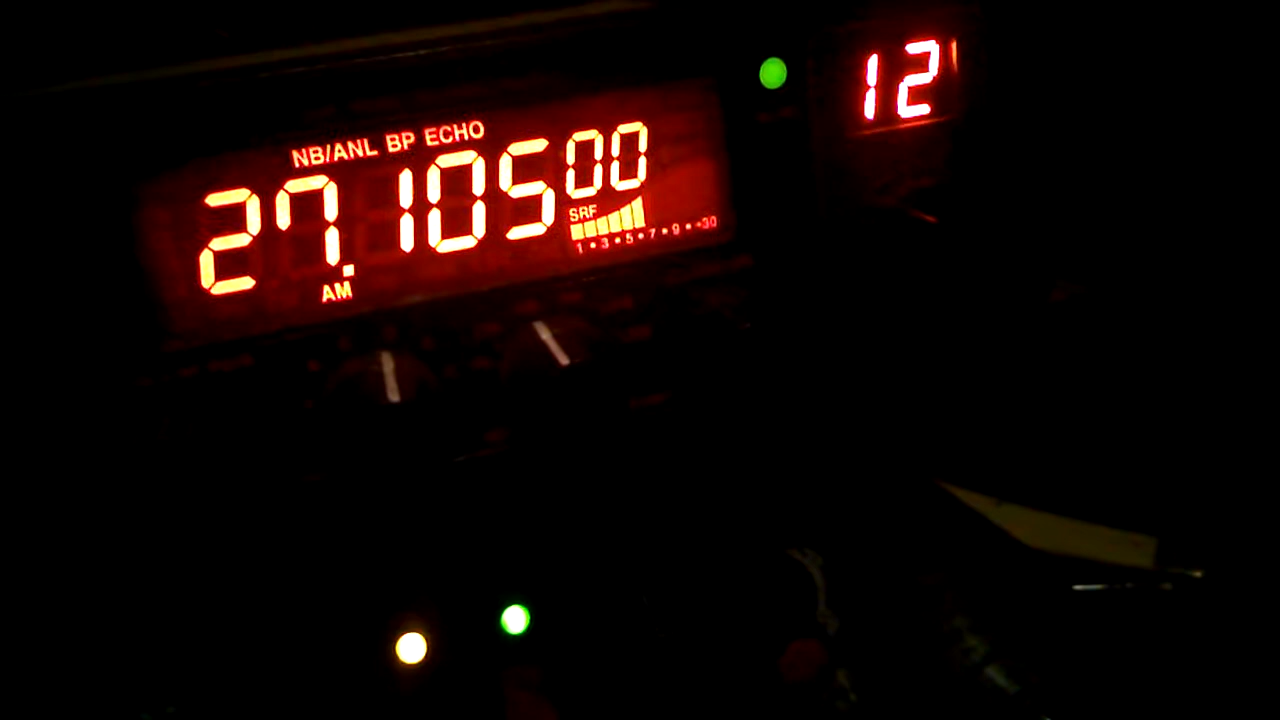 NB/ANL BP ECHO
27.10500
SRF
1 • 3 • 5 • 7 • 9 • +30
AM
12